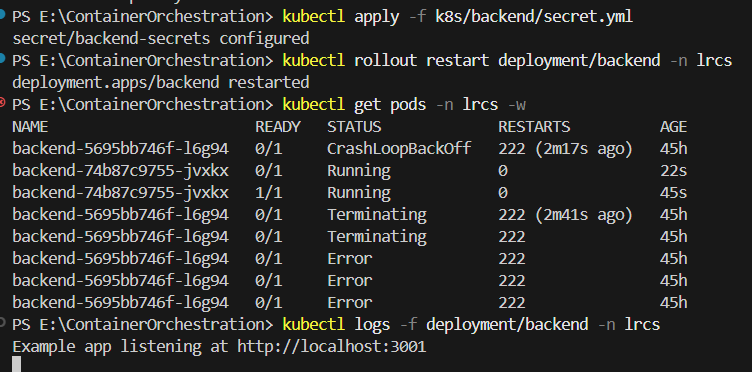 PS E:\ContainerOrchestration> kubectl apply -f k8s/backend/secret.yml
secret/backend-secrets configured
PS E:\ContainerOrchestration> kubectl rollout restart deployment/backend -n lrcs
deployment.apps/backend restarted
PS E:\ContainerOrchestration> kubectl get pods -n lrcs -w
NAME READY STATUS RESTARTS AGE
backend-5695bb746f-l6g94 0/1 CrashLoopBackOff 222 (2m17s ago) 45h
backend-74b87c9755-jvxkx 0/1 Running 0 22s
backend-74b87c9755-jvxkx 1/1 Running 0 45s
backend-5695bb746f-l6g94 0/1 Terminating 222 (2m41s ago) 45h
backend-5695bb746f-l6g94 0/1 Terminating 222 45h
backend-5695bb746f-l6g94 0/1 Error 222 45h
backend-5695bb746f-l6g94 0/1 Error 222 45h
backend-5695bb746f-l6g94 0/1 Error 222 45h
PS E:\ContainerOrchestration> kubectl logs -f deployment/backend -n lrcs
Example app listening at http://localhost:3001